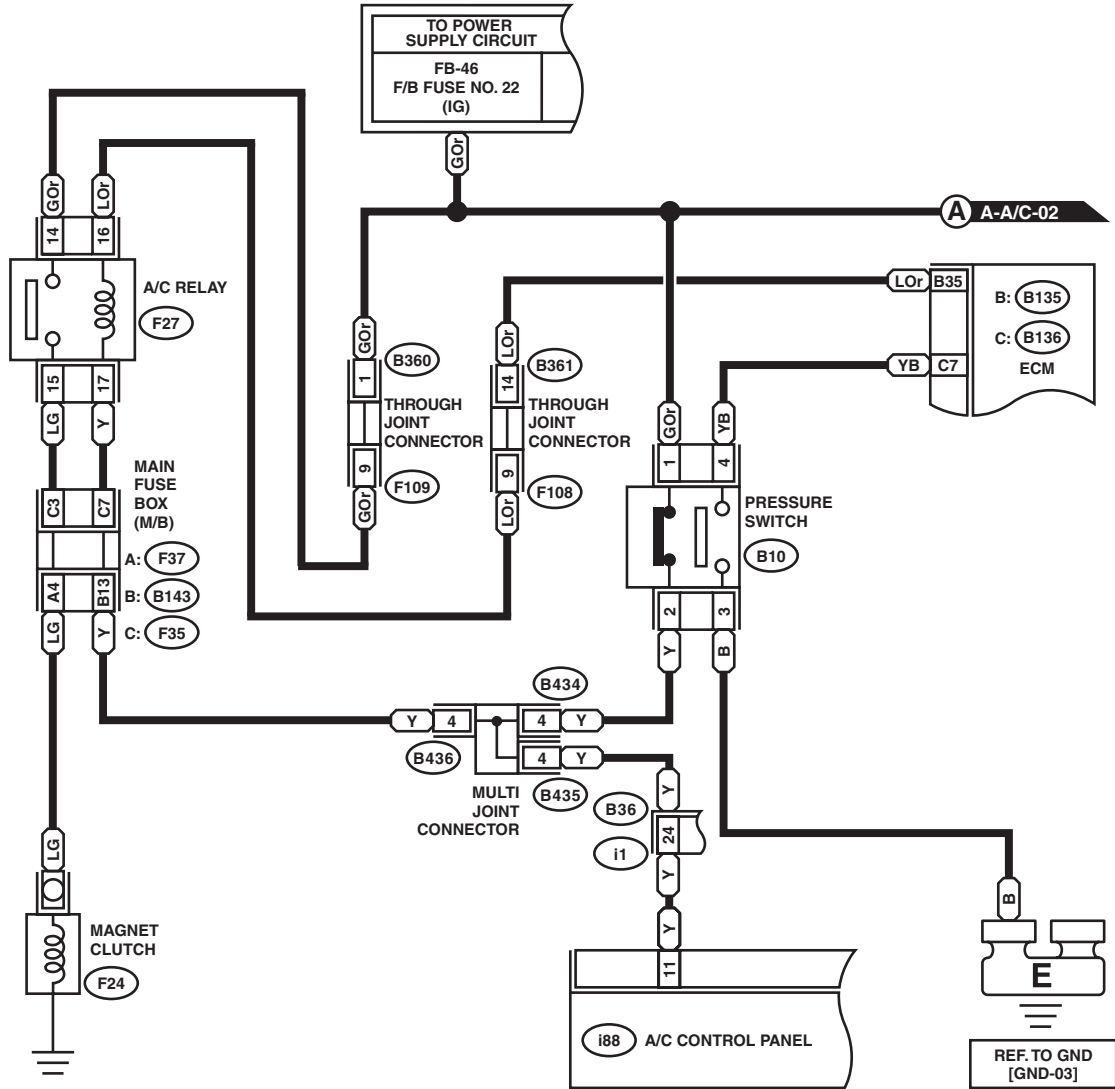 TO POWER
SUPPLY CIRCUIT
FB-46
F/B FUSE NO. 22
(IG)
GOr
A A-A/C-02
GOr LOr
14 16
A/C RELAY
F27
15 17
LG Y
MAIN
FUSE
BOX
(M/B)
C3 C7
A: F37
B: B143
C: F35
A4 B13
LG Y
GOr
1
B360
THROUGH
JOINT
CONNECTOR
9
F109
GOr
LOr
14
B361
THROUGH
JOINT
CONNECTOR
9
F108
LOr
LOr B35
B: B135
C: B136
ECM
YB C7
GOr YB
1 4
PRESSURE
SWITCH
B10
2 3
Y B
B434
Y 4
4 Y
B436
4 Y
B435
MULTI
JOINT
CONNECTOR
Y
B36
24
i1
Y
Y
11
i88 A/C CONTROL PANEL
LG
MAGNET
CLUTCH
F24
B
E
REF. TO GND
[GND-03]